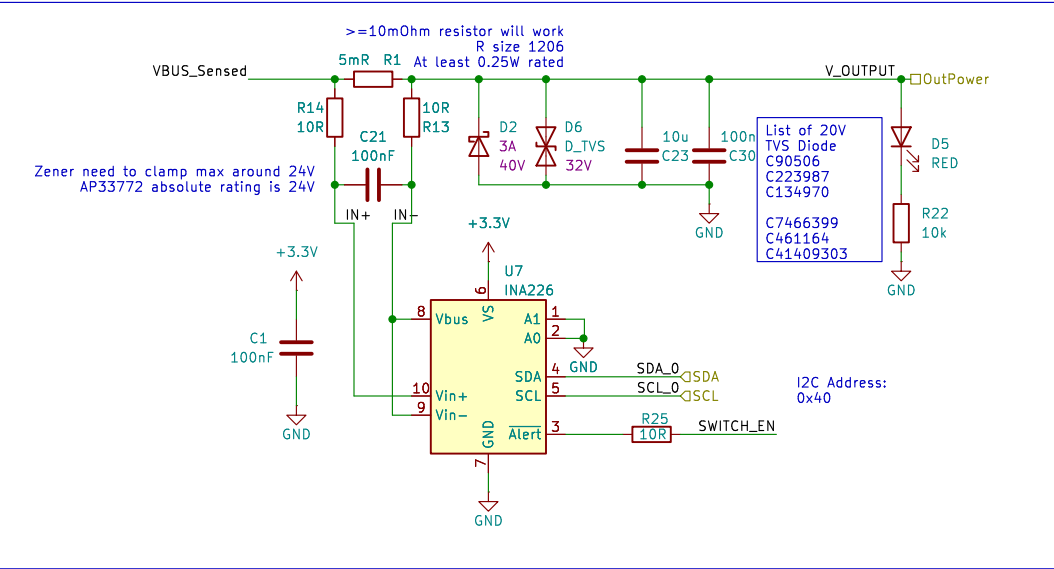 >=10mOhm resistor will work
R size 1206
At least 0.25W rated
5mR R1
VBUS_Sensed
V_OUTPUT
OutPower
R14
10R
10R
R13
C21
100nF
D2
3A
40V
D6
D_TVS
32V
10u
C23
100n
C30
List of 20V
TVS Diode
C90506
C223987
C134970
C7466399
C461164
C41409303
D5
RED
R22
10k
GND
GND
Zener need to clamp max around 24V
AP33772 absolute rating is 24V
IN+
IN-
+3.3V
+3.3V
U7
INA226
6
VS
8
Vbus
A1
1
A0
2
GND
C1
100nF
GND
SDA
4
SDA_0
SDA
SCL
5
SCL_0
SCL
10
Vin+
9
Vin-
I2C Address:
0x40
GND
Alert
3
R25
10R
SWITCH_EN
7
GND